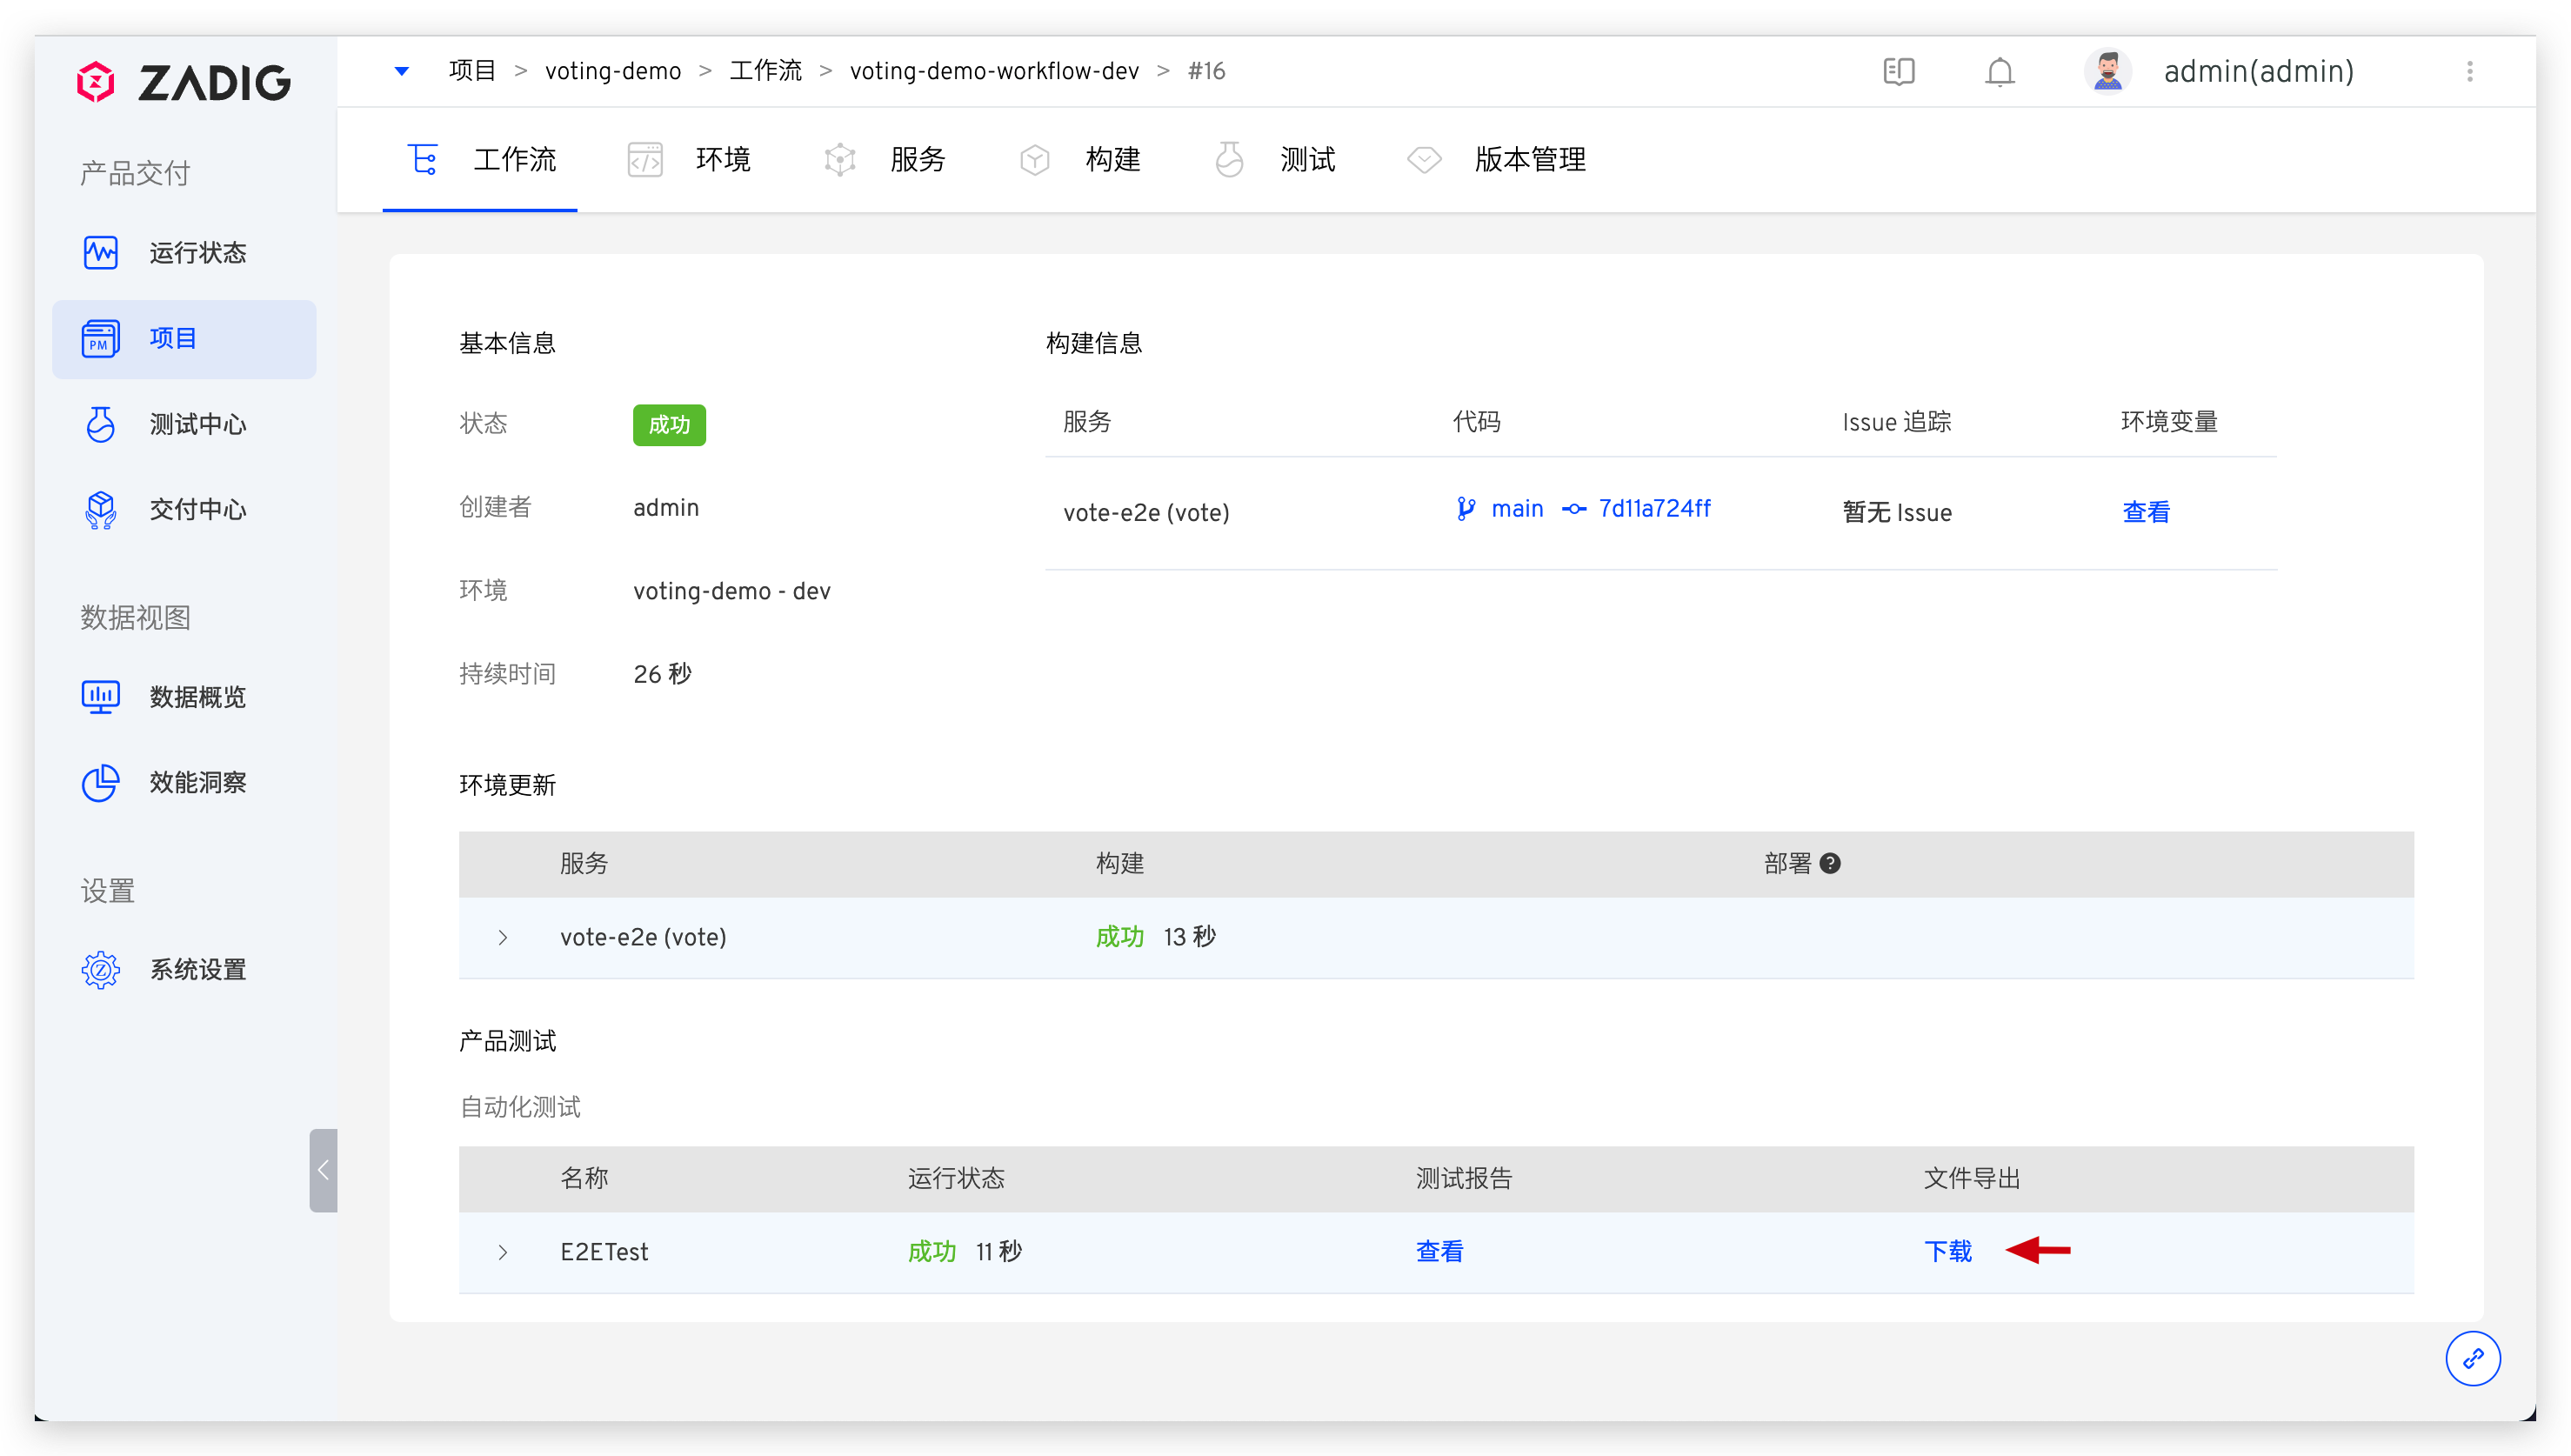 ZADIG
项目 > voting-demo > 工作流 > voting-demo-workflow-dev > #16
admin(admin)
产品交付
运行状态
PM 项目
测试中心
交付中心
数据视图
数据概览
效能洞察
设置
系统设置
工作流 环境 服务 构建 测试 版本管理
基本信息
状态 成功
创建者 admin
环境 voting-demo - dev
持续时间 26 秒
构建信息
服务 代码 Issue 追踪 环境变量
vote-e2e (vote) main 7d11a724ff 暂无 Issue 查看
环境更新
服务 构建 部署 ?
vote-e2e (vote) 成功 13 秒
产品测试
自动化测试
名称 运行状态 测试报告 文件导出
E2ETest 成功 11 秒 查看 下载